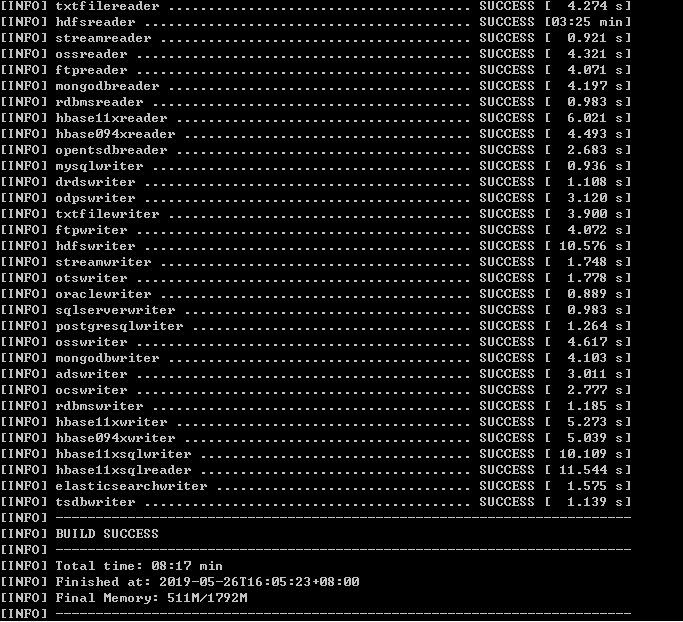 [INFO] txtfilereader ...................................... SUCCESS [  4.274 s]
[INFO] hdfsreader ......................................... SUCCESS [03:25 min]
[INFO] streamreader ....................................... SUCCESS [  0.921 s]
[INFO] ossreader .......................................... SUCCESS [  4.321 s]
[INFO] ftpreader .......................................... SUCCESS [  4.071 s]
[INFO] mongodbreader ...................................... SUCCESS [  4.197 s]
[INFO] rdbmsreader ........................................ SUCCESS [  0.983 s]
[INFO] hbase11xreader ..................................... SUCCESS [  6.021 s]
[INFO] hbase094xreader .................................... SUCCESS [  4.493 s]
[INFO] opentsdbreader ..................................... SUCCESS [  2.683 s]
[INFO] mysqlwriter ........................................ SUCCESS [  0.936 s]
[INFO] drdswriter ......................................... SUCCESS [  1.108 s]
[INFO] odpswriter ......................................... SUCCESS [  3.120 s]
[INFO] txtfilewriter ...................................... SUCCESS [  3.900 s]
[INFO] ftpwriter .......................................... SUCCESS [  4.072 s]
[INFO] hdfswriter ......................................... SUCCESS [ 10.576 s]
[INFO] streamwriter ....................................... SUCCESS [  1.748 s]
[INFO] otswriter .......................................... SUCCESS [  1.778 s]
[INFO] oraclewriter ....................................... SUCCESS [  0.889 s]
[INFO] sqlserverwriter .................................... SUCCESS [  0.983 s]
[INFO] postgresqlwriter ................................... SUCCESS [  1.264 s]
[INFO] osswriter .......................................... SUCCESS [  4.617 s]
[INFO] mongodbwriter ...................................... SUCCESS [  4.103 s]
[INFO] adswriter .......................................... SUCCESS [  3.011 s]
[INFO] ocswriter .......................................... SUCCESS [  2.777 s]
[INFO] rdbmswriter ........................................ SUCCESS [  1.185 s]
[INFO] hbase11xwriter ..................................... SUCCESS [  5.273 s]
[INFO] hbase094xwriter .................................... SUCCESS [  5.039 s]
[INFO] hbase11xsqlwriter .................................. SUCCESS [ 10.109 s]
[INFO] hbase11xsqlreader .................................. SUCCESS [ 11.544 s]
[INFO] elasticsearchwriter ................................ SUCCESS [  1.575 s]
[INFO] tsdbwriter ......................................... SUCCESS [  1.139 s]
[INFO] ------------------------------------------------------------------------
[INFO] BUILD SUCCESS
[INFO] ------------------------------------------------------------------------
[INFO] Total time: 08:17 min
[INFO] Finished at: 2019-05-26T16:05:23+08:00
[INFO] Final Memory: 511M/1792M
[INFO] ------------------------------------------------------------------------